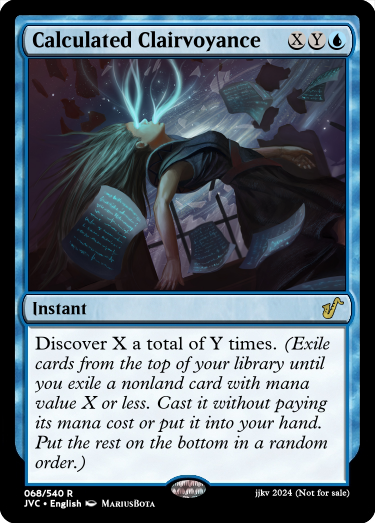 Calculated Clairvoyance X Y
Instant
Discover X a total of Y times. (Exile
cards from the top of your library until
you exile a nonland card with mana
value X or less. Cast it without paying
its mana cost or put it into your hand.
Put the rest on the bottom in a random
order.)
068/540 R
JVC • English MariusBota
jjkv 2024 (Not for sale)